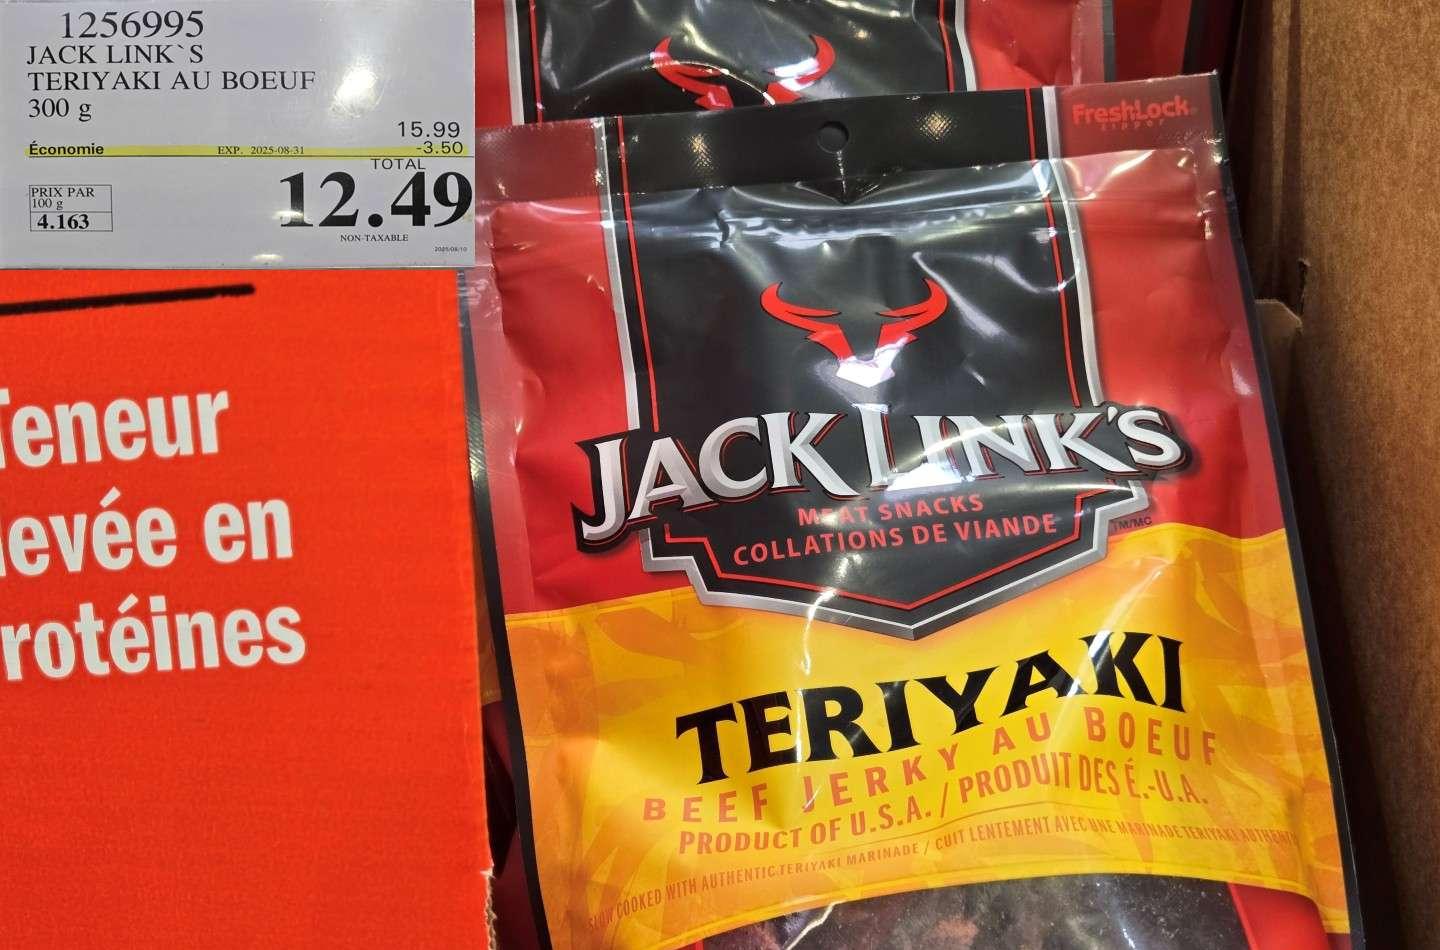 1256995
JACK LINK`S
TERIYAKI AU BOEUF
300 g
15.99
Économie EXP. 2025-08-31 -3.50
TOTAL
PRIX PAR
100 g
4.163
12.49
NON-TAXABLE
2025/08/10
Teneur
levée en
rotéines
FreshLock
zipper
JACK LINK'S
MEAT SNACKS
COLLATIONS DE VIANDE
TM/MC
TERIYAKI
BEEF JERKY AU BOEUF
PRODUCT OF U.S.A. / PRODUIT DES É.-U.A.
SLOW COOKED WITH AUTHENTIC TERIYAKI MARINADE / CUIT LENTEMENT AVEC UNE MARINADE TERIYAKI AUTHENT